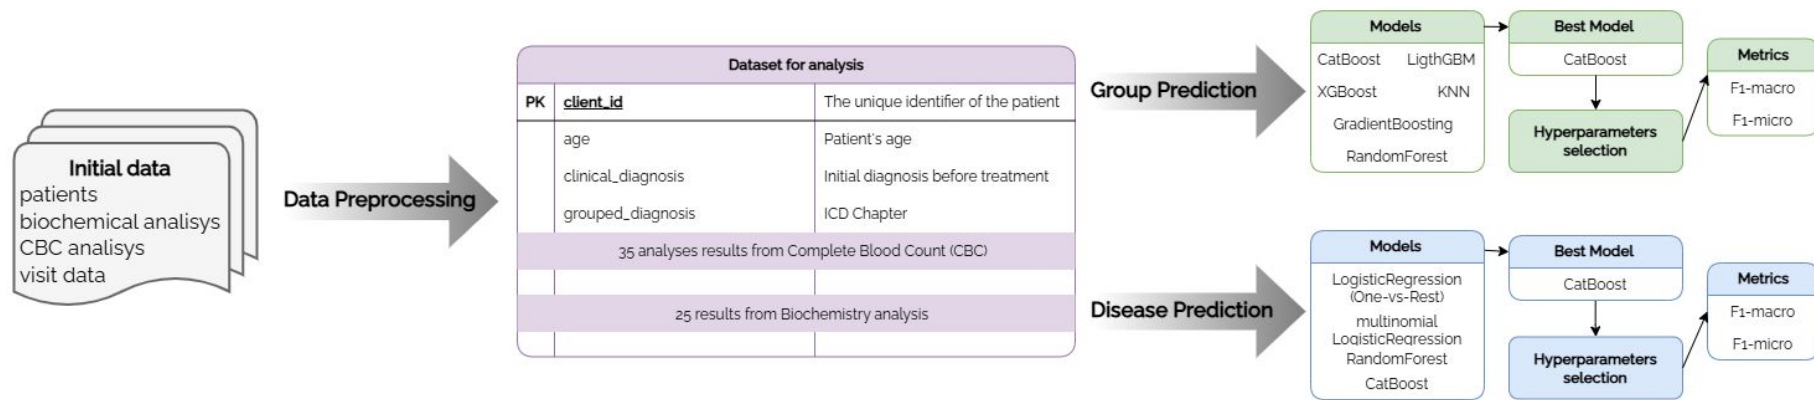 Initial data
patients
biochemical analisys
CBC analisys
visit data
Data Preprocessing
Dataset for analysis
PK client_id The unique identifier of the patient
age Patient's age
clinical_diagnosis Initial diagnosis before treatment
grouped_diagnosis ICD Chapter
35 analyses results from Complete Blood Count (CBC)
25 results from Biochemistry analysis
Group Prediction
Models
CatBoost LigthGBM
XGBoost KNN
GradientBoosting
RandomForest
Best Model
CatBoost
Hyperparameters
selection
Metrics
F1-macro
F1-micro
Disease Prediction
Models
LogisticRegression
(One-vs-Rest)
multinomial
LogisticRegression
RandomForest
CatBoost
Best Model
CatBoost
Hyperparameters
selection
Metrics
F1-macro
F1-micro